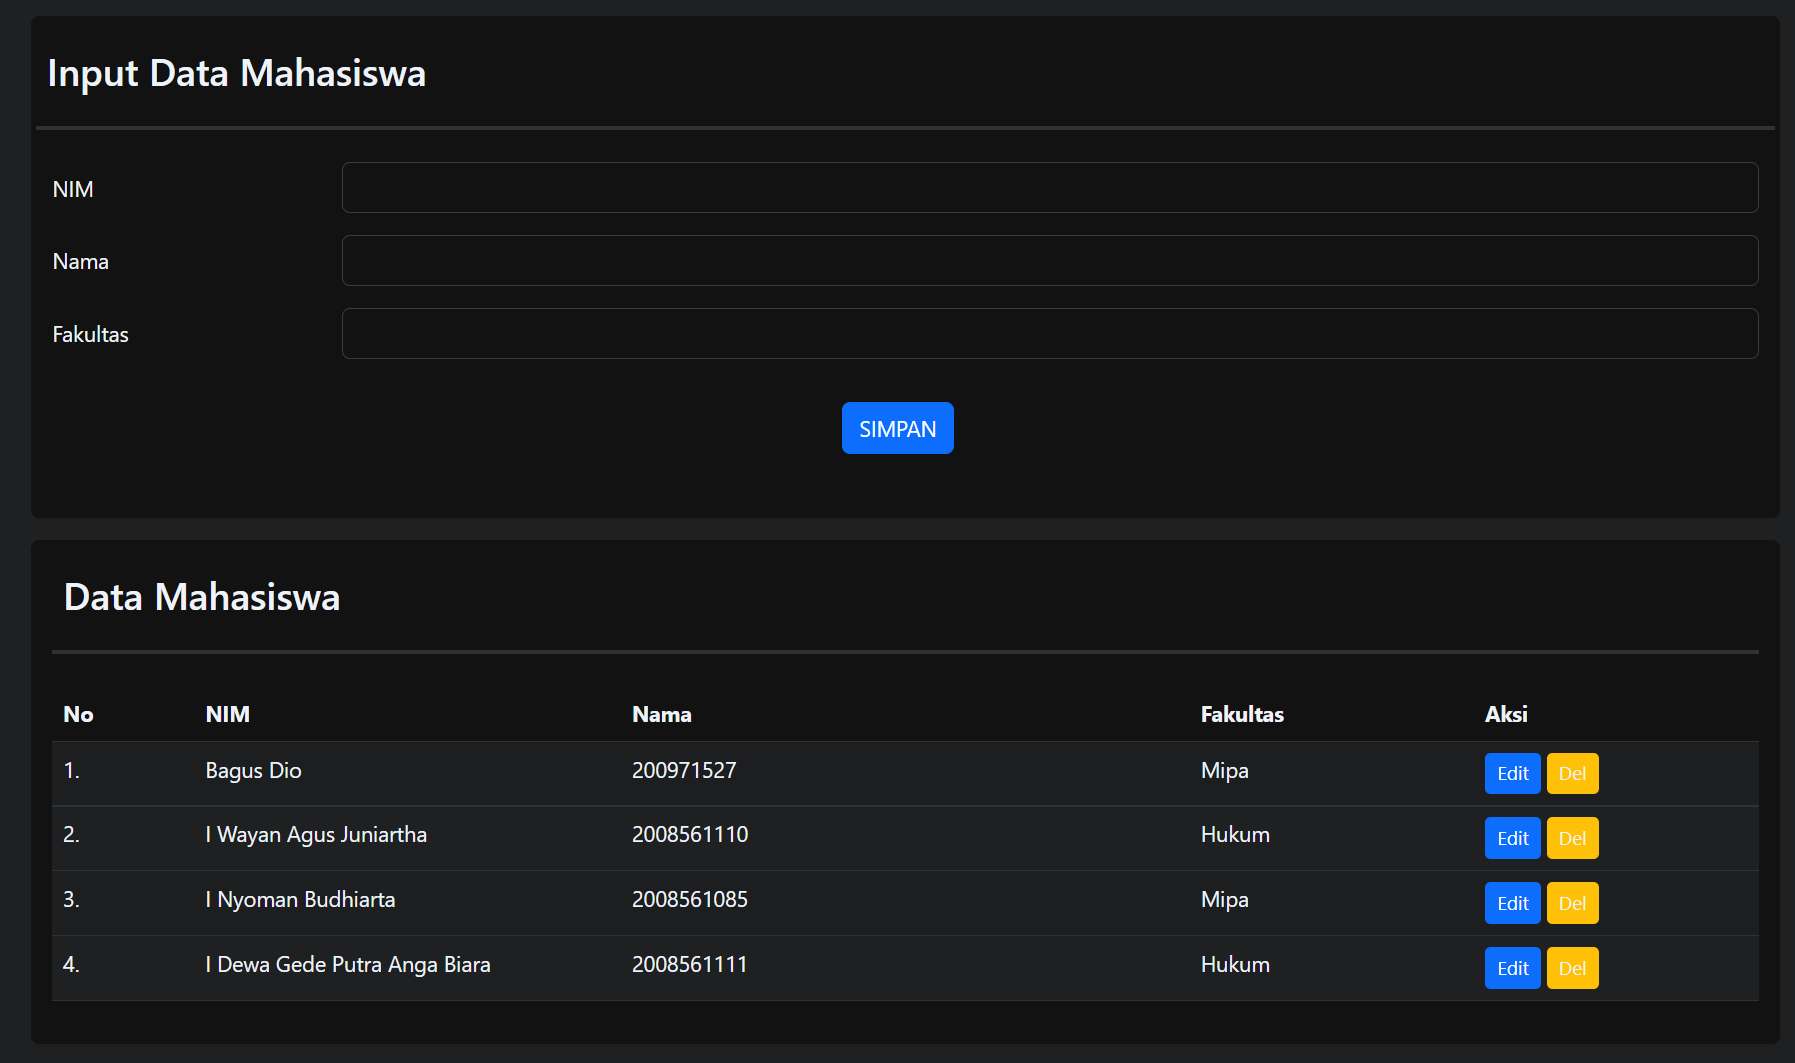 Input Data Mahasiswa
NIM
Nama
Fakultas
SIMPAN
Data Mahasiswa
No NIM Nama Fakultas Aksi
1. Bagus Dio 200971527 Mipa Edit Del
2. I Wayan Agus Juniartha 2008561110 Hukum Edit Del
3. I Nyoman Budhiarta 2008561085 Mipa Edit Del
4. I Dewa Gede Putra Anga Biara 2008561111 Hukum Edit Del